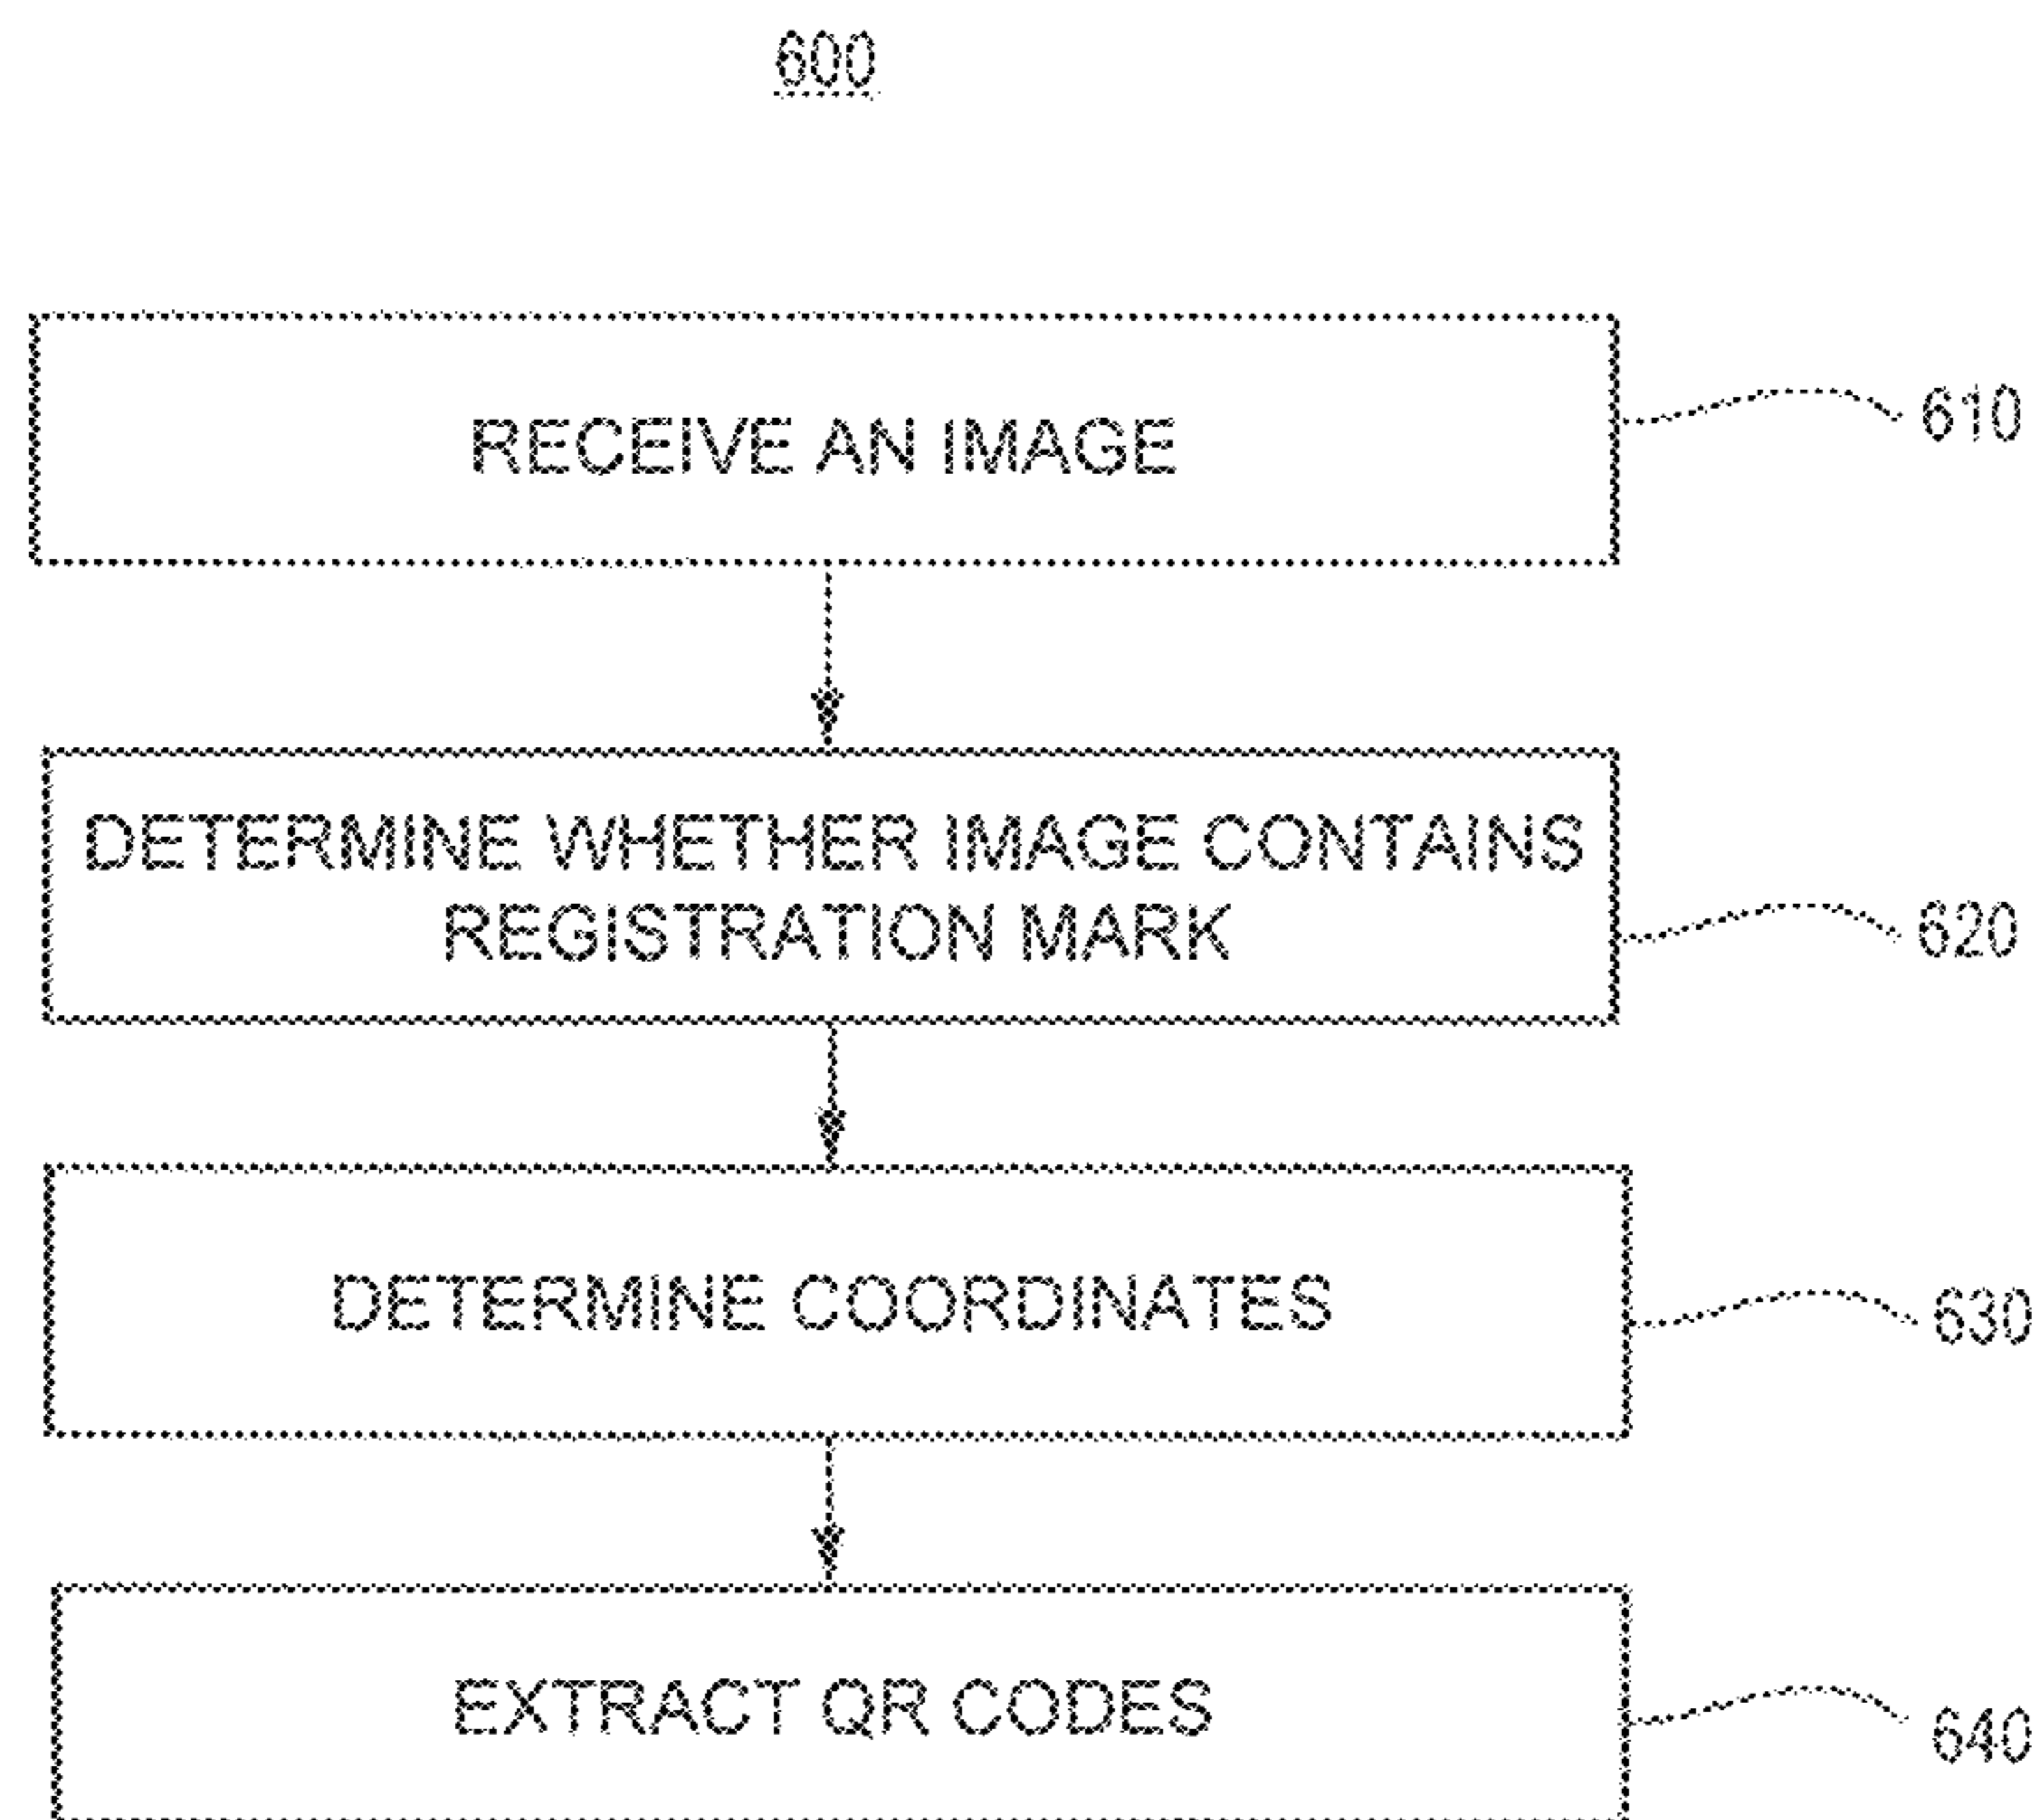 600
RECEIVE AN IMAGE
610
DETERMINE WHETHER IMAGE CONTAINS
REGISTRATION MARK
620
DETERMINE COORDINATES
630
EXTRACT QR CODES
640